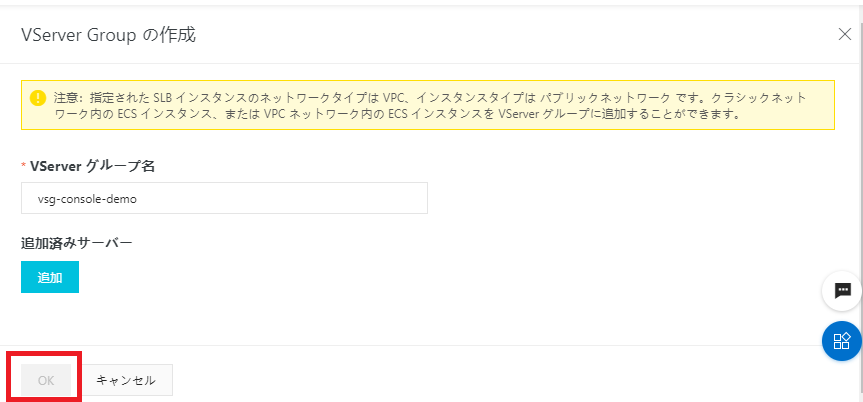 VServer Group の作成
注意: 指定された SLB インスタンスのネットワークタイプは VPC、インスタンスタイプは パブリックネットワーク です。クラシックネット
ワーク内の ECS インスタンス、または VPC ネットワーク内の ECS インスタンスを VServer グループに追加することができます。
* VServer グループ名
vsg-console-demo
追加済みサーバー
追加
OK
キャンセル